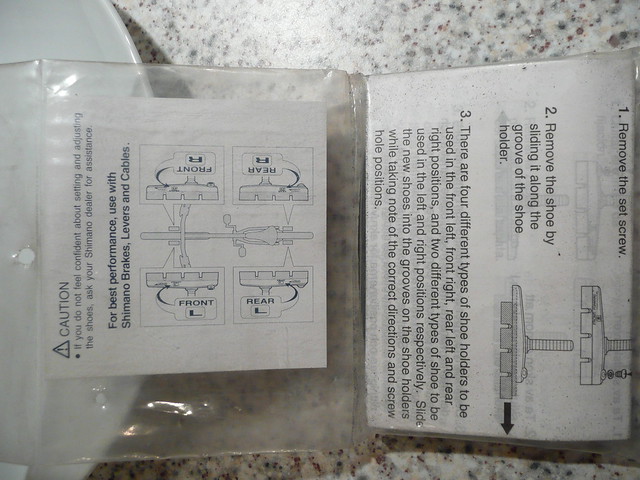 1. Remove the set screw.
2. Remove the shoe by
sliding it along the
groove of the shoe
holder.
3. There are four different types of shoe holders to be
used in the front left, front right, rear left and rear
right positions, and two different types of shoe to be
used in the left and right positions respectively. Slide
the new shoes into the grooves on the shoe holders
while taking note of the correct directions and screw
hole positions.
FRONT
R
REAR
R
FRONT
L
REAR
L
For best performance, use with
Shimano Brakes, Levers and Cables.
CAUTION
• If you do not feel confident about setting and adjusting
the shoes, ask your Shimano dealer for assistance.